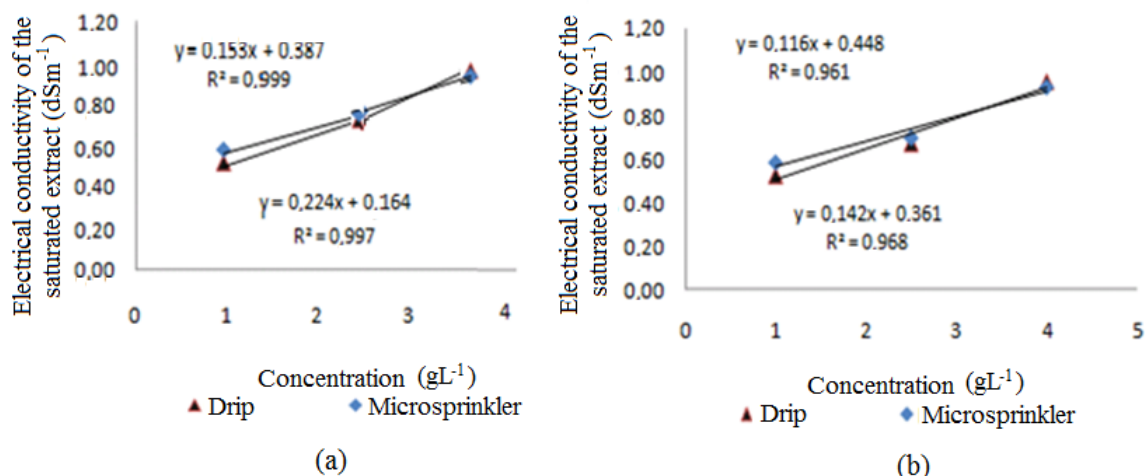 Electrical conductivity of the
saturated extract (dSm-1)
1,20
1.00
0.80
0.60
0.40
0.20
0,00
y = 0.153x + 0.387
R² = 0,999
y = 0,224x + 0.164
R² = 0,997
0 1 2 3 4
Concentration (gL-1)
Drip Microsprinkler
(a)
Electrical conductivity of the
saturated extract (dSm-1)
1,20
1.00
0.80
0.60
0.40
0.20
0,00
y = 0.116x + 0.448
R² = 0.961
y = 0,142x + 0.361
R² = 0.968
0 1 2 3 4 5
Concentration (gL-1)
Drip Microsprinkler
(b)